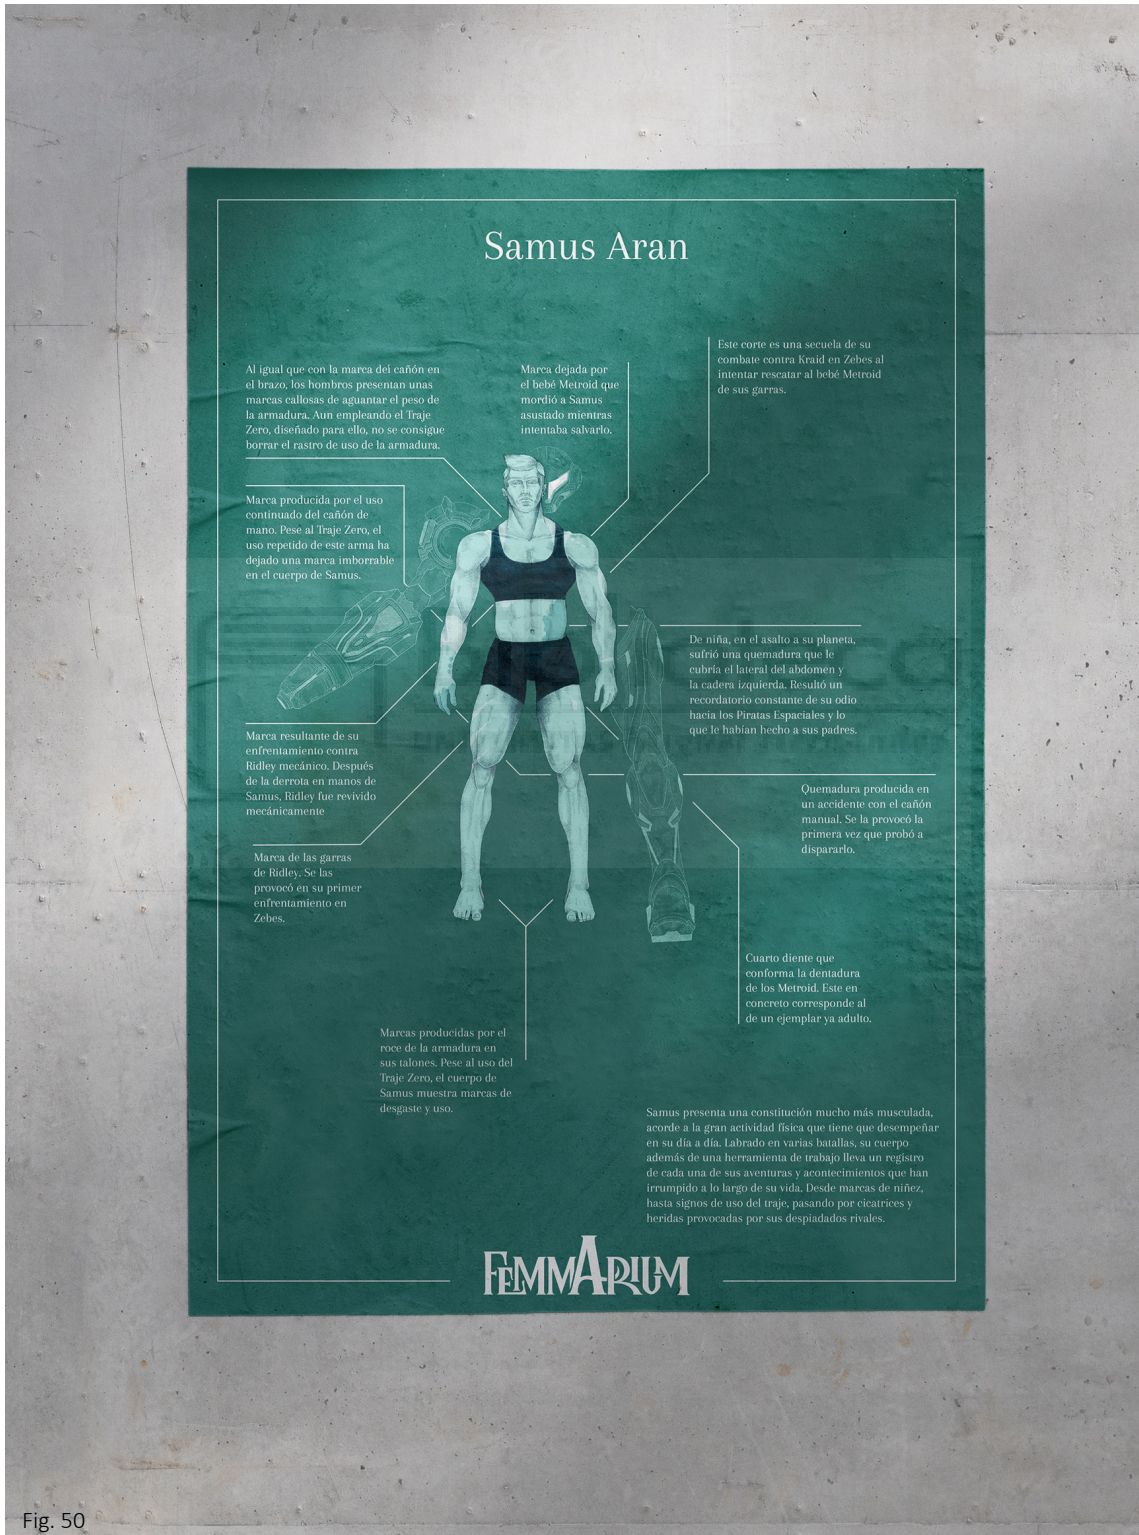 Samus Aran
Al igual que con la marca del cañón en
el brazo, los hombros presentan unas
marcas callosas de aguantar el peso de
la armadura. Aun empleando el Traje
Zero, diseñado para ello, no se consigue
borrar el rastro de uso de la armadura.
Marca dejada por
el bebé Metroid que
mordió a Samus
asustado mientras
intentaba salvarlo.
Este corte es una secuela de su
combate contra Kraid en Zebes al
intentar rescatar al bebé Metroid
de sus garras.
Marca producida por el uso
continuado del cañón de
mano. Pese al Traje Zero, el
uso repetido de este arma ha
dejado una marca imborrable
en el cuerpo de Samus.
De niña, en el asalto a su planeta,
sufrió una quemadura que le
cubría el lateral del abdomen y
la cadera izquierda. Resultó un
recordatorio constante de su odio
hacia los Piratas Espaciales y lo
que le habían hecho a sus padres.
Marca resultante de su
enfrentamiento contra
Ridley mecánico. Después
de la derrota en manos de
Samus, Ridley fue revivido
mecánicamente
Quemadura producida en
un accidente con el cañón
manual. Se la provocó la
primera vez que probó a
dispararlo.
Marca de las garras
de Ridley. Se las
provocó en su primer
enfrentamiento en
Zebes.
Cuarto diente que
conforma la dentadura
de los Metroid. Este en
concreto corresponde al
de un ejemplar ya adulto.
Marcas producidas por el
roce de la armadura en
sus talones. Pese al uso del
Traje Zero, el cuerpo de
Samus muestra marcas de
desgaste y uso.
Samus presenta una constitución mucho más musculada,
acorde a la gran actividad física que tiene que desempeñar
en su día a día. Labrado en varias batallas, su cuerpo
además de una herramienta de trabajo lleva un registro
de cada una de sus aventuras y acontecimientos que han
irrumpido a lo largo de su vida. Desde marcas de niñez,
hasta signos de uso del traje, pasando por cicatrices y
heridas provocadas por sus despiadados rivales.
FEMMARIUM
Fig. 50